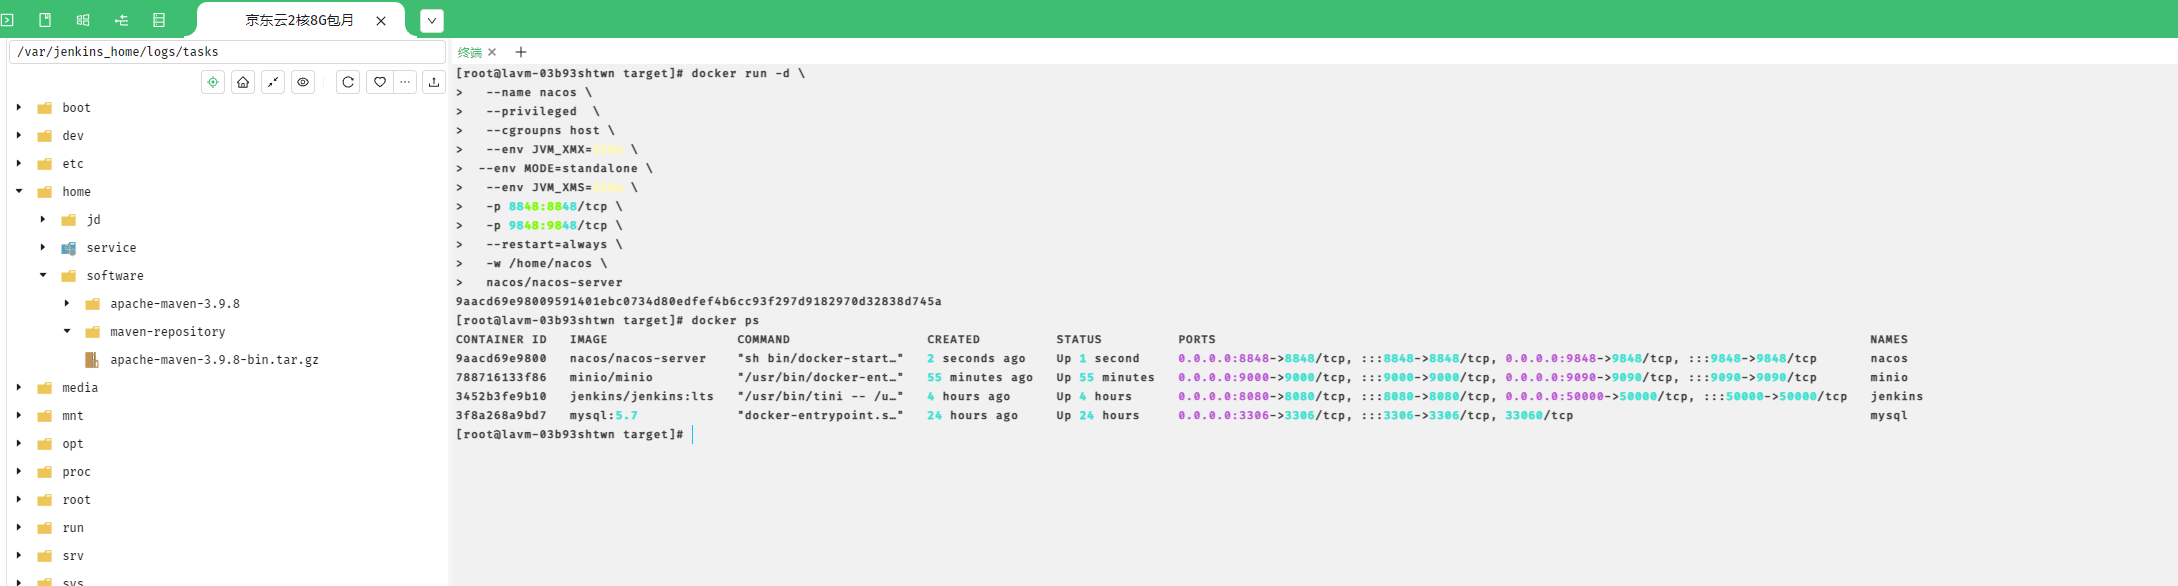 京东云2核8G包月
/var/jenkins_home/logs/tasks
boot
dev
etc
home
jd
service
software
apache-maven-3.9.8
maven-repository
apache-maven-3.9.8-bin.tar.gz
media
mnt
opt
proc
root
run
srv
sys
终端
[root@lavm-03b93shtwn target]# docker run -d \
>   --name nacos \
>   --privileged  \
>   --cgroupns host \
>   --env JVM_XMX= \
>  --env MODE=standalone \
>   --env JVM_XMS= \
>   -p 8848:8848/tcp \
>   -p 9848:9848/tcp \
>   --restart=always \
>   -w /home/nacos \
>   nacos/nacos-server
9aacd69e98009591401ebc0734d80edfef4b6cc93f297d9182970d32838d745a
[root@lavm-03b93shtwn target]# docker ps
CONTAINER ID   IMAGE   COMMAND   CREATED   STATUS   PORTS   NAMES
9aacd69e9800   nacos/nacos-server   "sh bin/docker-start…"   2 seconds ago   Up 1 second   0.0.0.0:8848->8848/tcp, :::8848->8848/tcp, 0.0.0.0:9848->9848/tcp, :::9848->9848/tcp   nacos
788716133f86   minio/minio   "/usr/bin/docker-ent…"   55 minutes ago   Up 55 minutes   0.0.0.0:9000->9000/tcp, :::9000->9000/tcp, 0.0.0.0:9090->9090/tcp, :::9090->9090/tcp   minio
3452b3fe9b10   jenkins/jenkins:lts   "/usr/bin/tini -- /u…"   4 hours ago   Up 4 hours   0.0.0.0:8080->8080/tcp, :::8080->8080/tcp, 0.0.0.0:50000->50000/tcp, :::50000->50000/tcp   jenkins
3f8a268a9bd7   mysql:5.7   "docker-entrypoint.s…"   24 hours ago   Up 24 hours   0.0.0.0:3306->3306/tcp, :::3306->3306/tcp, 33060/tcp   mysql
[root@lavm-03b93shtwn target]#